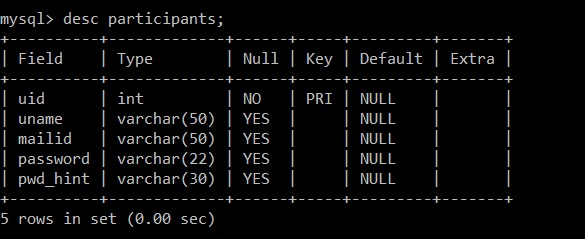 mysql> desc participants;
+----------+-------------+------+-----+---------+-------+
| Field    | Type        | Null | Key | Default | Extra |
+----------+-------------+------+-----+---------+-------+
| uid      | int         | NO   | PRI | NULL    |       |
| uname    | varchar(50) | YES  |     | NULL    |       |
| mailid   | varchar(50) | YES  |     | NULL    |       |
| password | varchar(22) | YES  |     | NULL    |       |
| pwd_hint | varchar(30) | YES  |     | NULL    |       |
+----------+-------------+------+-----+---------+-------+
5 rows in set (0.00 sec)